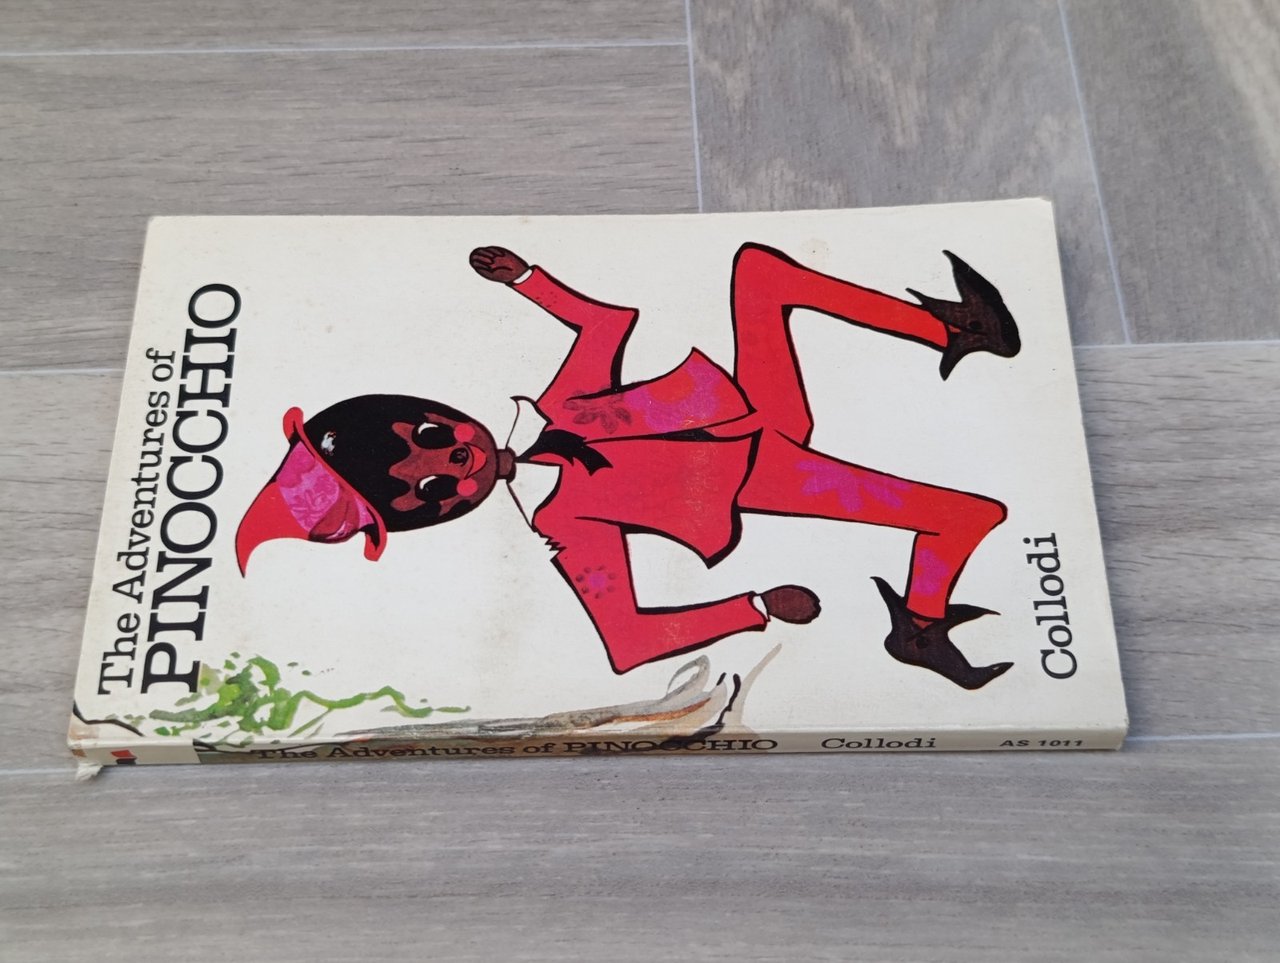 The Adventures of
PINOCCHIO
Collodi
The Adventures of PINOCCHIO Collodi AS 1011